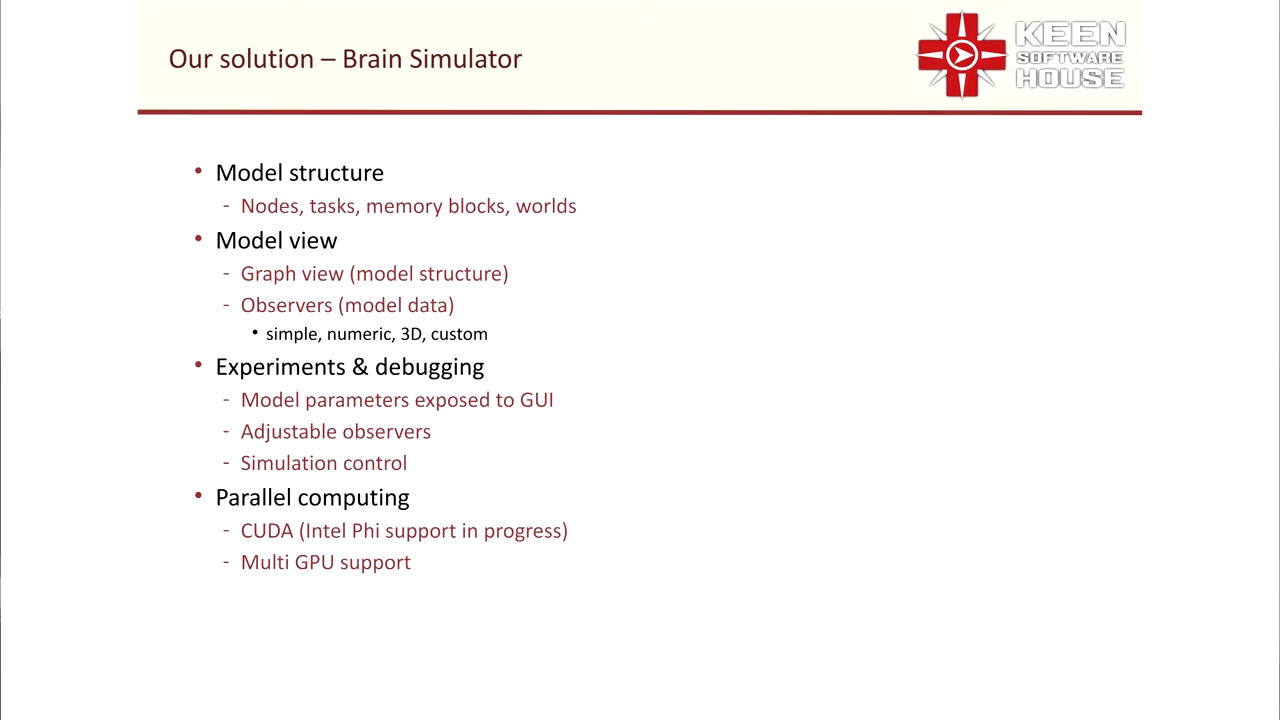 Our solution – Brain Simulator
KEEN
SOFTWARE
HOUSE
• Model structure
- Nodes, tasks, memory blocks, worlds
• Model view
- Graph view (model structure)
- Observers (model data)
• simple, numeric, 3D, custom
• Experiments & debugging
- Model parameters exposed to GUI
- Adjustable observers
- Simulation control
• Parallel computing
- CUDA (Intel Phi support in progress)
- Multi GPU support